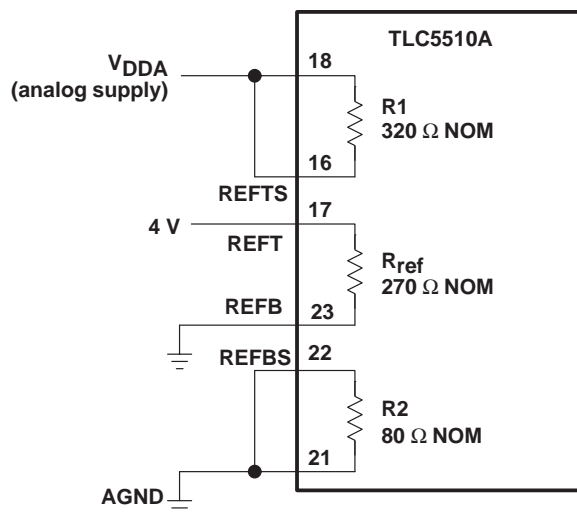 TLC5510A
VDDA
(analog supply)
18
R1
320 Ω NOM
16
REFTS
17
4 V
REFT
Rref
270 Ω NOM
REFB
23
22
REFBS
R2
80 Ω NOM
21
AGND